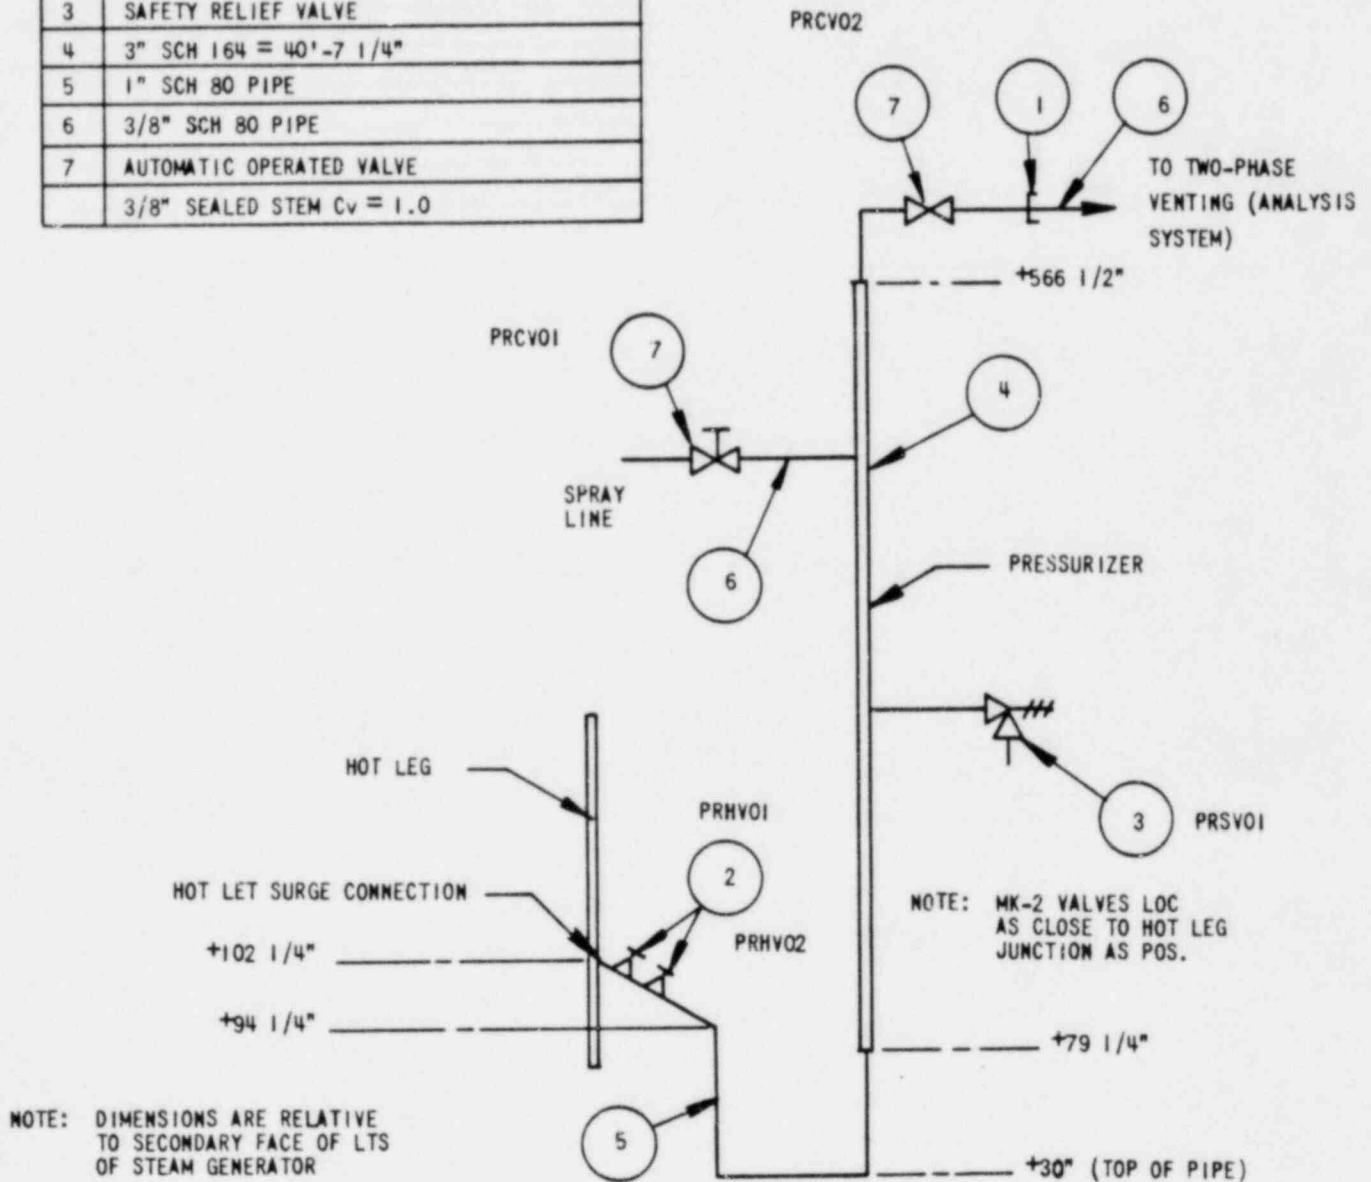 3 SAFETY RELIEF VALVE
4 3" SCH 164 = 40'-7 1/4"
5 1" SCH 80 PIPE
6 3/8" SCH 80 PIPE
7 AUTOMATIC OPERATED VALVE
3/8" SEALED STEM Cv = 1.0
PRCV02
7
1
6
TO TWO-PHASE
VENTING (ANALYSIS
SYSTEM)
+566 1/2"
PRCV01
7
4
SPRAY
LINE
6
PRESSURIZER
HOT LEG
PRHV01
2
3
PRSV01
HOT LET SURGE CONNECTION
PRHV02
NOTE: MK-2 VALVES LOC
AS CLOSE TO HOT LEG
JUNCTION AS POS.
+102 1/4"
+94 1/4"
+79 1/4"
NOTE: DIMENSIONS ARE RELATIVE
TO SECONDARY FACE OF LTS
OF STEAM GENERATOR
5
+30" (TOP OF PIPE)